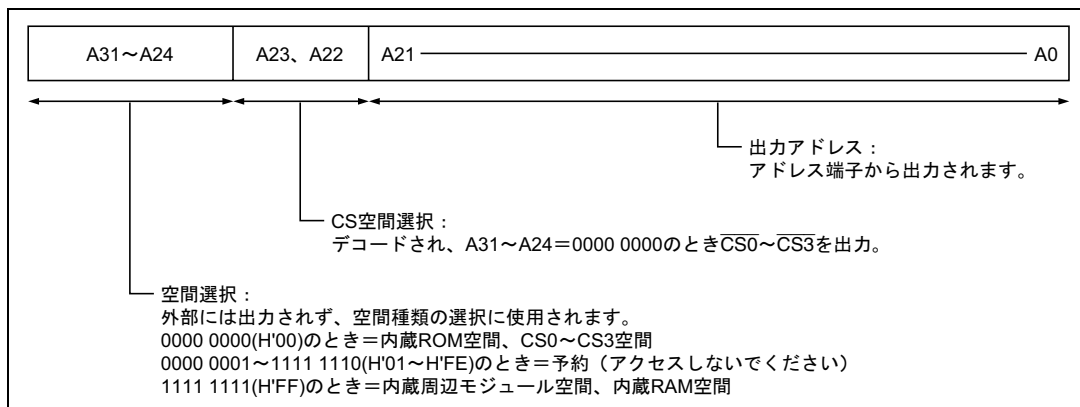 A31～A24
A23、A22
A21
A0
出力アドレス：
アドレス端子から出力されます。
CS空間選択：
デコードされ、A31～A24＝0000 0000のときCS0～CS3を出力。
空間選択：
外部には出力されず、空間種類の選択に使用されます。
0000 0000(H'00)のとき＝内蔵ROM空間、CS0～CS3空間
0000 0001～1111 1110(H'01～H'FE)のとき＝予約（アクセスしないでください）
1111 1111(H'FF)のとき＝内蔵周辺モジュール空間、内蔵RAM空間